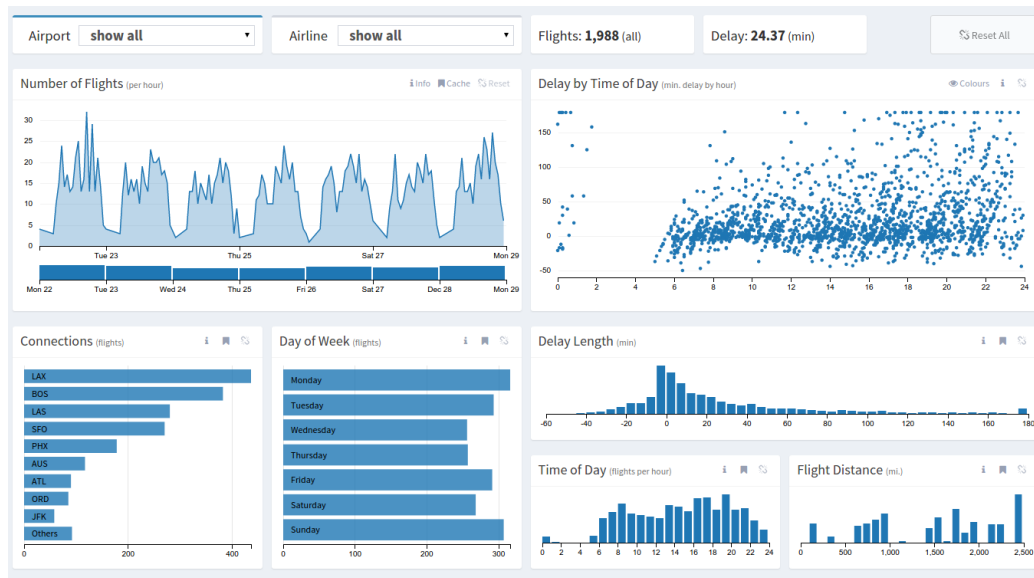 Airport show all Airline show all Flights: 1,988 (all) Delay: 24.37 (min) Reset All
Number of Flights (per hour) Info Cache Reset
30
25
20
15
10
5
0
Tue 23 Thu 25 Sat 27 Mon 29
Mon 22 Tue 23 Wed 24 Thu 25 Fri 26 Sat 27 Dec 28 Mon 29
Delay by Time of Day (min. delay by hour) Colours i
150
100
50
0
-50
0 2 4 6 8 10 12 14 16 18 20 22 24
Connections (flights) i
LAX
BOS
LAS
SFO
PHX
AUS
ATL
ORD
JFK
Others
0 200 400
Day of Week (flights) i
Monday
Tuesday
Wednesday
Thursday
Friday
Saturday
Sunday
0 100 200 300
Delay Length (min) i
-60 -40 -20 0 20 40 60 80 100 120 140 160 180
Time of Day (flights per hour) i
0 2 4 6 8 10 12 14 16 18 20 22 24
Flight Distance (mi.) i
0 500 1,000 1,500 2,000 2,500